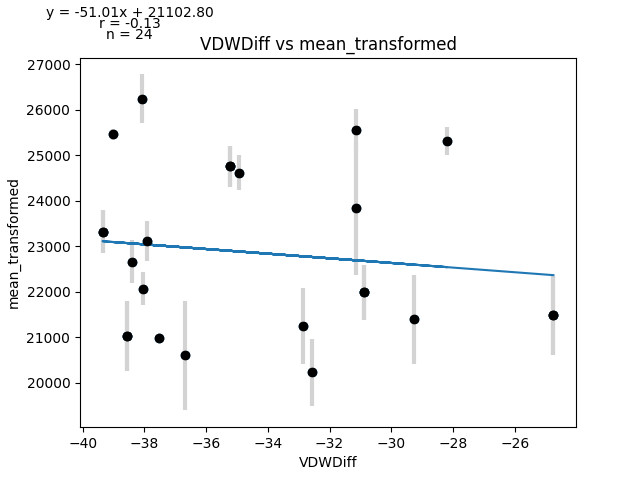 y = -51.01x + 21102.80
r = -0.13
n = 24
VDWDiff vs mean_transformed
27000
26000
25000
24000
23000
22000
21000
20000
mean_transformed
−40 −38 −36 −34 −32 −30 −28 −26
VDWDiff